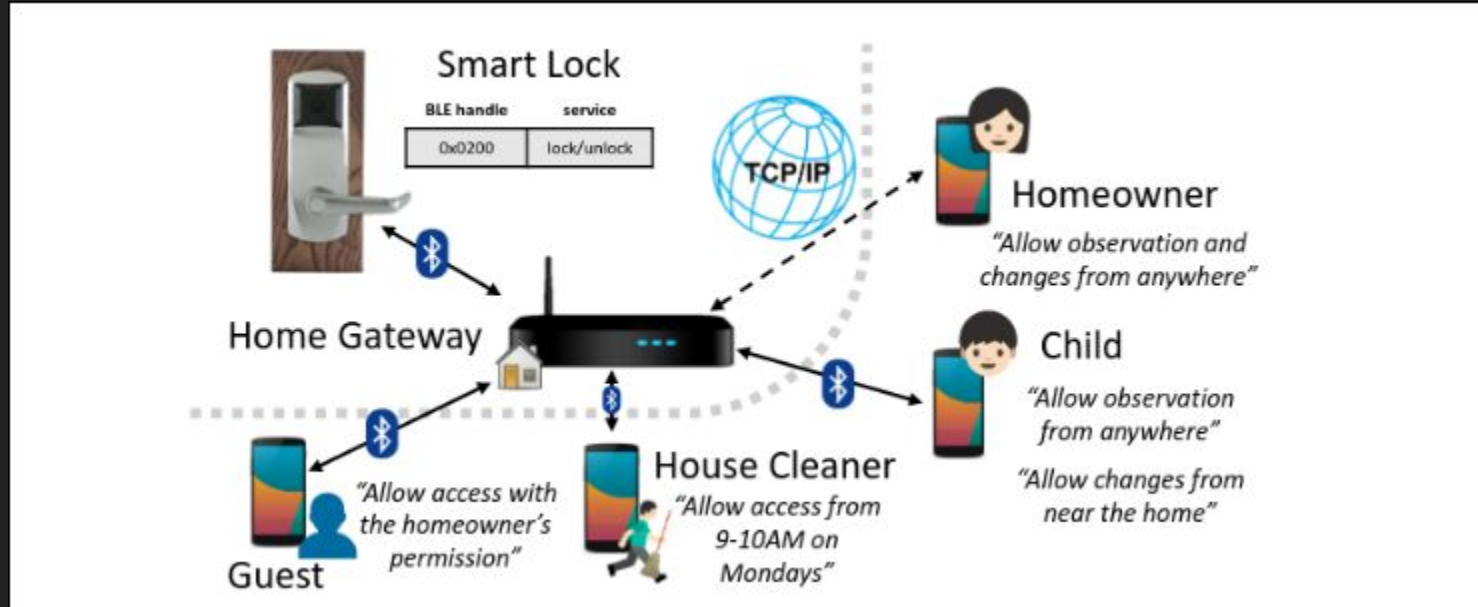 Smart Lock
BLE handle service
0x0200 lock/unlock
TCP/IP
Homeowner
“Allow observation and
changes from anywhere”
Home Gateway
Child
“Allow observation
from anywhere”
“Allow changes from
near the home”
House Cleaner
“Allow access from
9-10AM on
Mondays”
“Allow access with
the homeowner’s
permission”
Guest